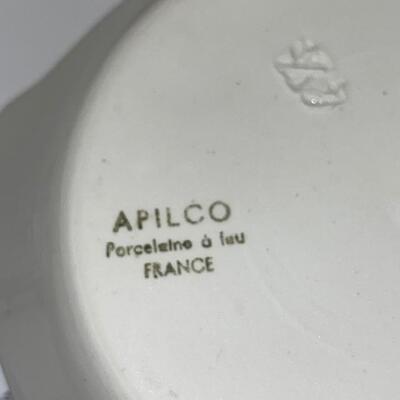 APILCO
Porcelaine à feu
FRANCE